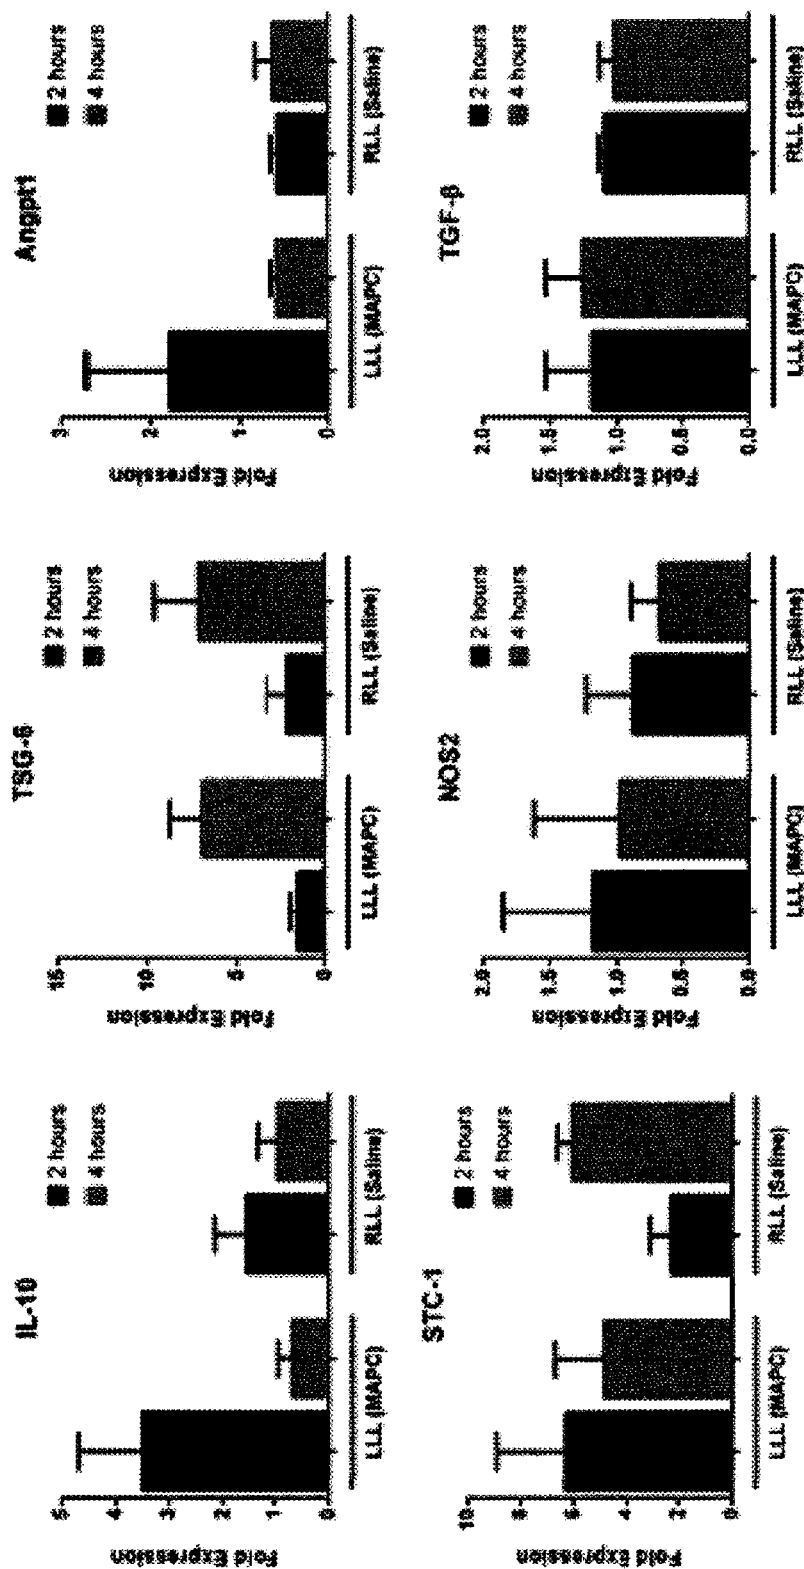 IL-10
2 hours
4 hours
Fold Expression
5
4
3
2
1
0
LLL (MAPC)
RLL (Saline)
TSG-6
2 hours
4 hours
Fold Expression
15
10
5
0
LLL (MAPC)
RLL (Saline)
Angpt1
2 hours
4 hours
Fold Expression
3
2
1
0
LLL (MAPC)
RLL (Saline)
STC-1
2 hours
4 hours
Fold Expression
10
8
6
4
2
0
LLL (MAPC)
RLL (Saline)
NOS2
2 hours
4 hours
Fold Expression
2.0
1.5
1.0
0.5
0.0
LLL (MAPC)
RLL (Saline)
TGF-β
2 hours
4 hours
Fold Expression
2.0
1.5
1.0
0.5
0.0
LLL (MAPC)
RLL (Saline)